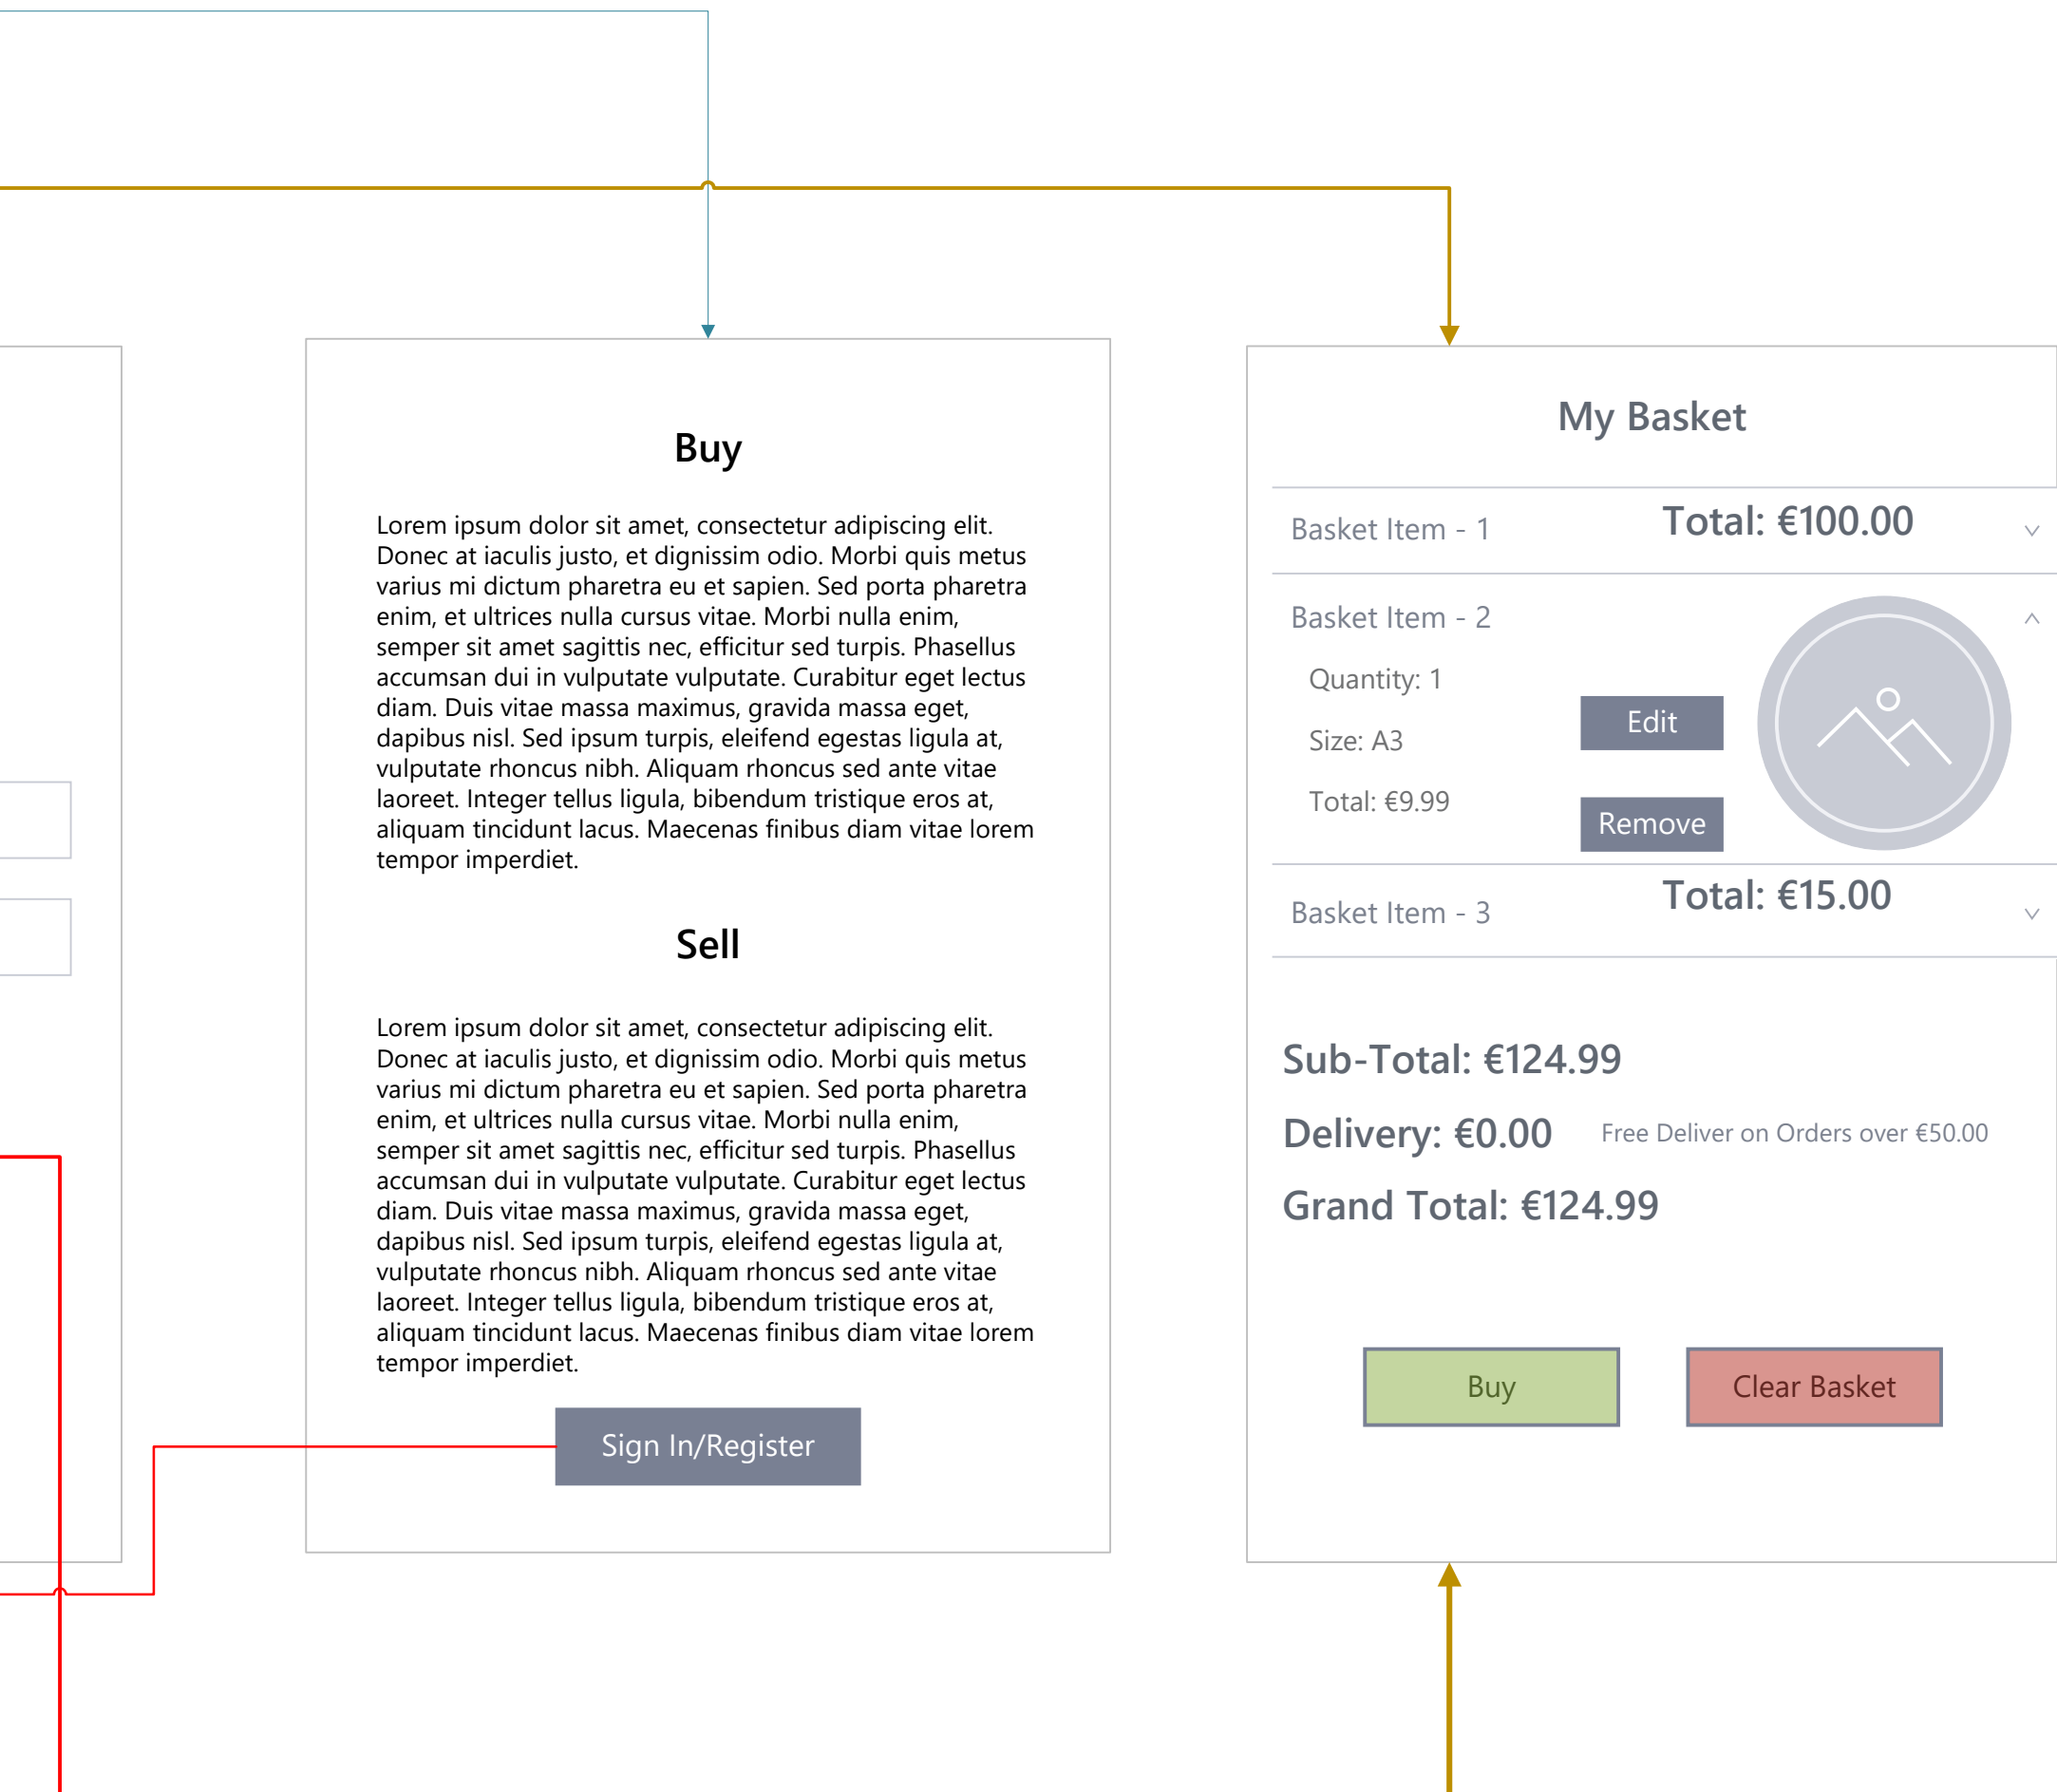 Buy
Lorem ipsum dolor sit amet, consectetur adipiscing elit.
Donec at iaculis justo, et dignissim odio. Morbi quis metus
varius mi dictum pharetra eu et sapien. Sed porta pharetra
enim, et ultrices nulla cursus vitae. Morbi nulla enim,
semper sit amet sagittis nec, efficitur sed turpis. Phasellus
accumsan dui in vulputate vulputate. Curabitur eget lectus
diam. Duis vitae massa maximus, gravida massa eget,
dapibus nisl. Sed ipsum turpis, eleifend egestas ligula at,
vulputate rhoncus nibh. Aliquam rhoncus sed ante vitae
laoreet. Integer tellus ligula, bibendum tristique eros at,
aliquam tincidunt lacus. Maecenas finibus diam vitae lorem
tempor imperdiet.
Sell
Lorem ipsum dolor sit amet, consectetur adipiscing elit.
Donec at iaculis justo, et dignissim odio. Morbi quis metus
varius mi dictum pharetra eu et sapien. Sed porta pharetra
enim, et ultrices nulla cursus vitae. Morbi nulla enim,
semper sit amet sagittis nec, efficitur sed turpis. Phasellus
accumsan dui in vulputate vulputate. Curabitur eget lectus
diam. Duis vitae massa maximus, gravida massa eget,
dapibus nisl. Sed ipsum turpis, eleifend egestas ligula at,
vulputate rhoncus nibh. Aliquam rhoncus sed ante vitae
laoreet. Integer tellus ligula, bibendum tristique eros at,
aliquam tincidunt lacus. Maecenas finibus diam vitae lorem
tempor imperdiet.
Sign In/Register
My Basket
Basket Item - 1 Total: €100.00
Basket Item - 2
Quantity: 1
Size: A3
Total: €9.99
Edit
Remove
Basket Item - 3 Total: €15.00
Sub-Total: €124.99
Delivery: €0.00 Free Deliver on Orders over €50.00
Grand Total: €124.99
Buy
Clear Basket